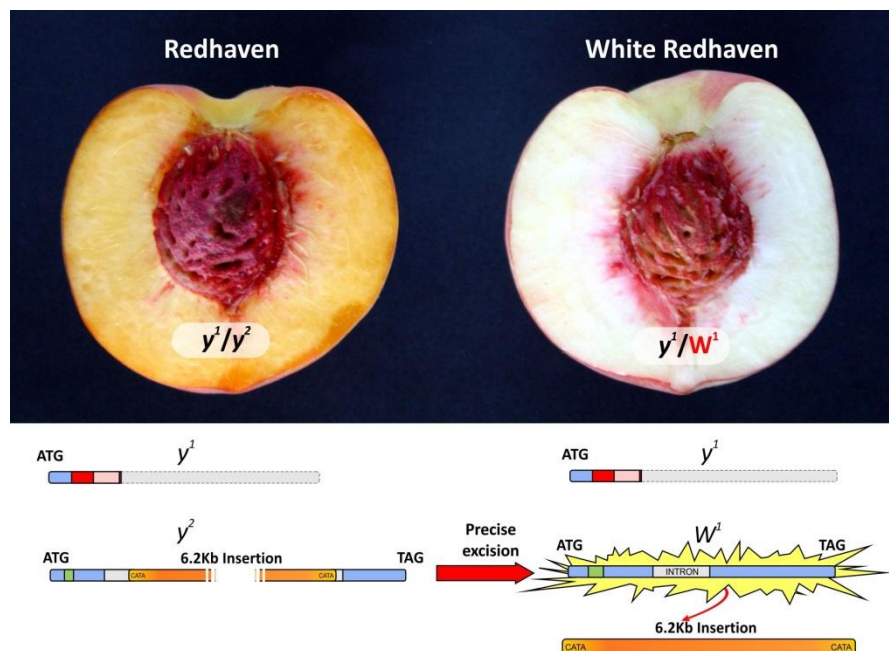 Redhaven
White Redhaven
y¹/y²
y¹/W¹
y¹
ATG
y²
ATG
6.2Kb Insertion
TAG
CATA
CATA
Precise
excision
y¹
ATG
W¹
ATG
TAG
INTRON
6.2Kb Insertion
CATA
CATA